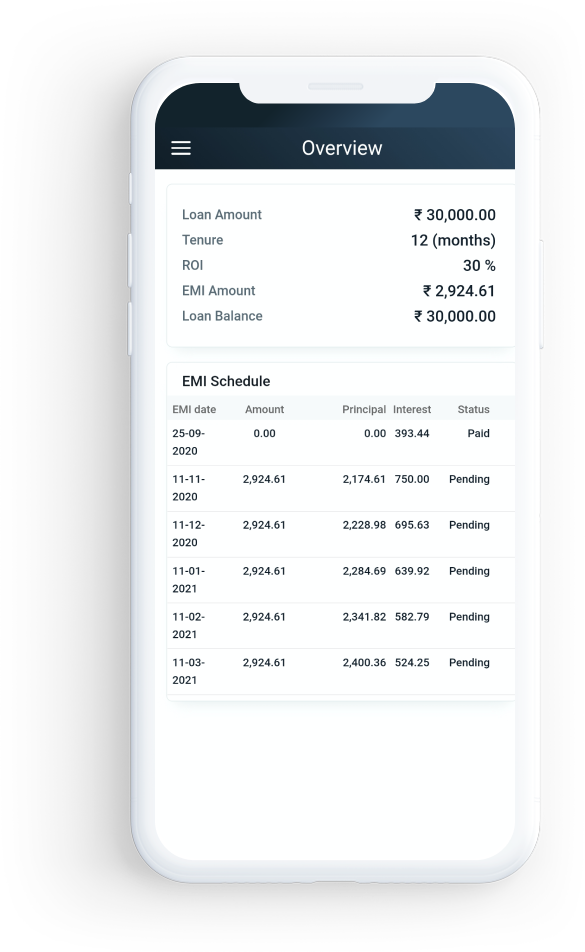 Overview
Loan Amount ₹ 30,000.00
Tenure 12 (months)
ROI 30 %
EMI Amount ₹ 2,924.61
Loan Balance ₹ 30,000.00
EMI Schedule
EMI date Amount Principal Interest Status
25-09- 0.00 0.00 393.44 Paid
2020
11-11- 2,924.61 2,174.61 750.00 Pending
2020
11-12- 2,924.61 2,228.98 695.63 Pending
2020
11-01- 2,924.61 2,284.69 639.92 Pending
2021
11-02- 2,924.61 2,341.82 582.79 Pending
2021
11-03- 2,924.61 2,400.36 524.25 Pending
2021